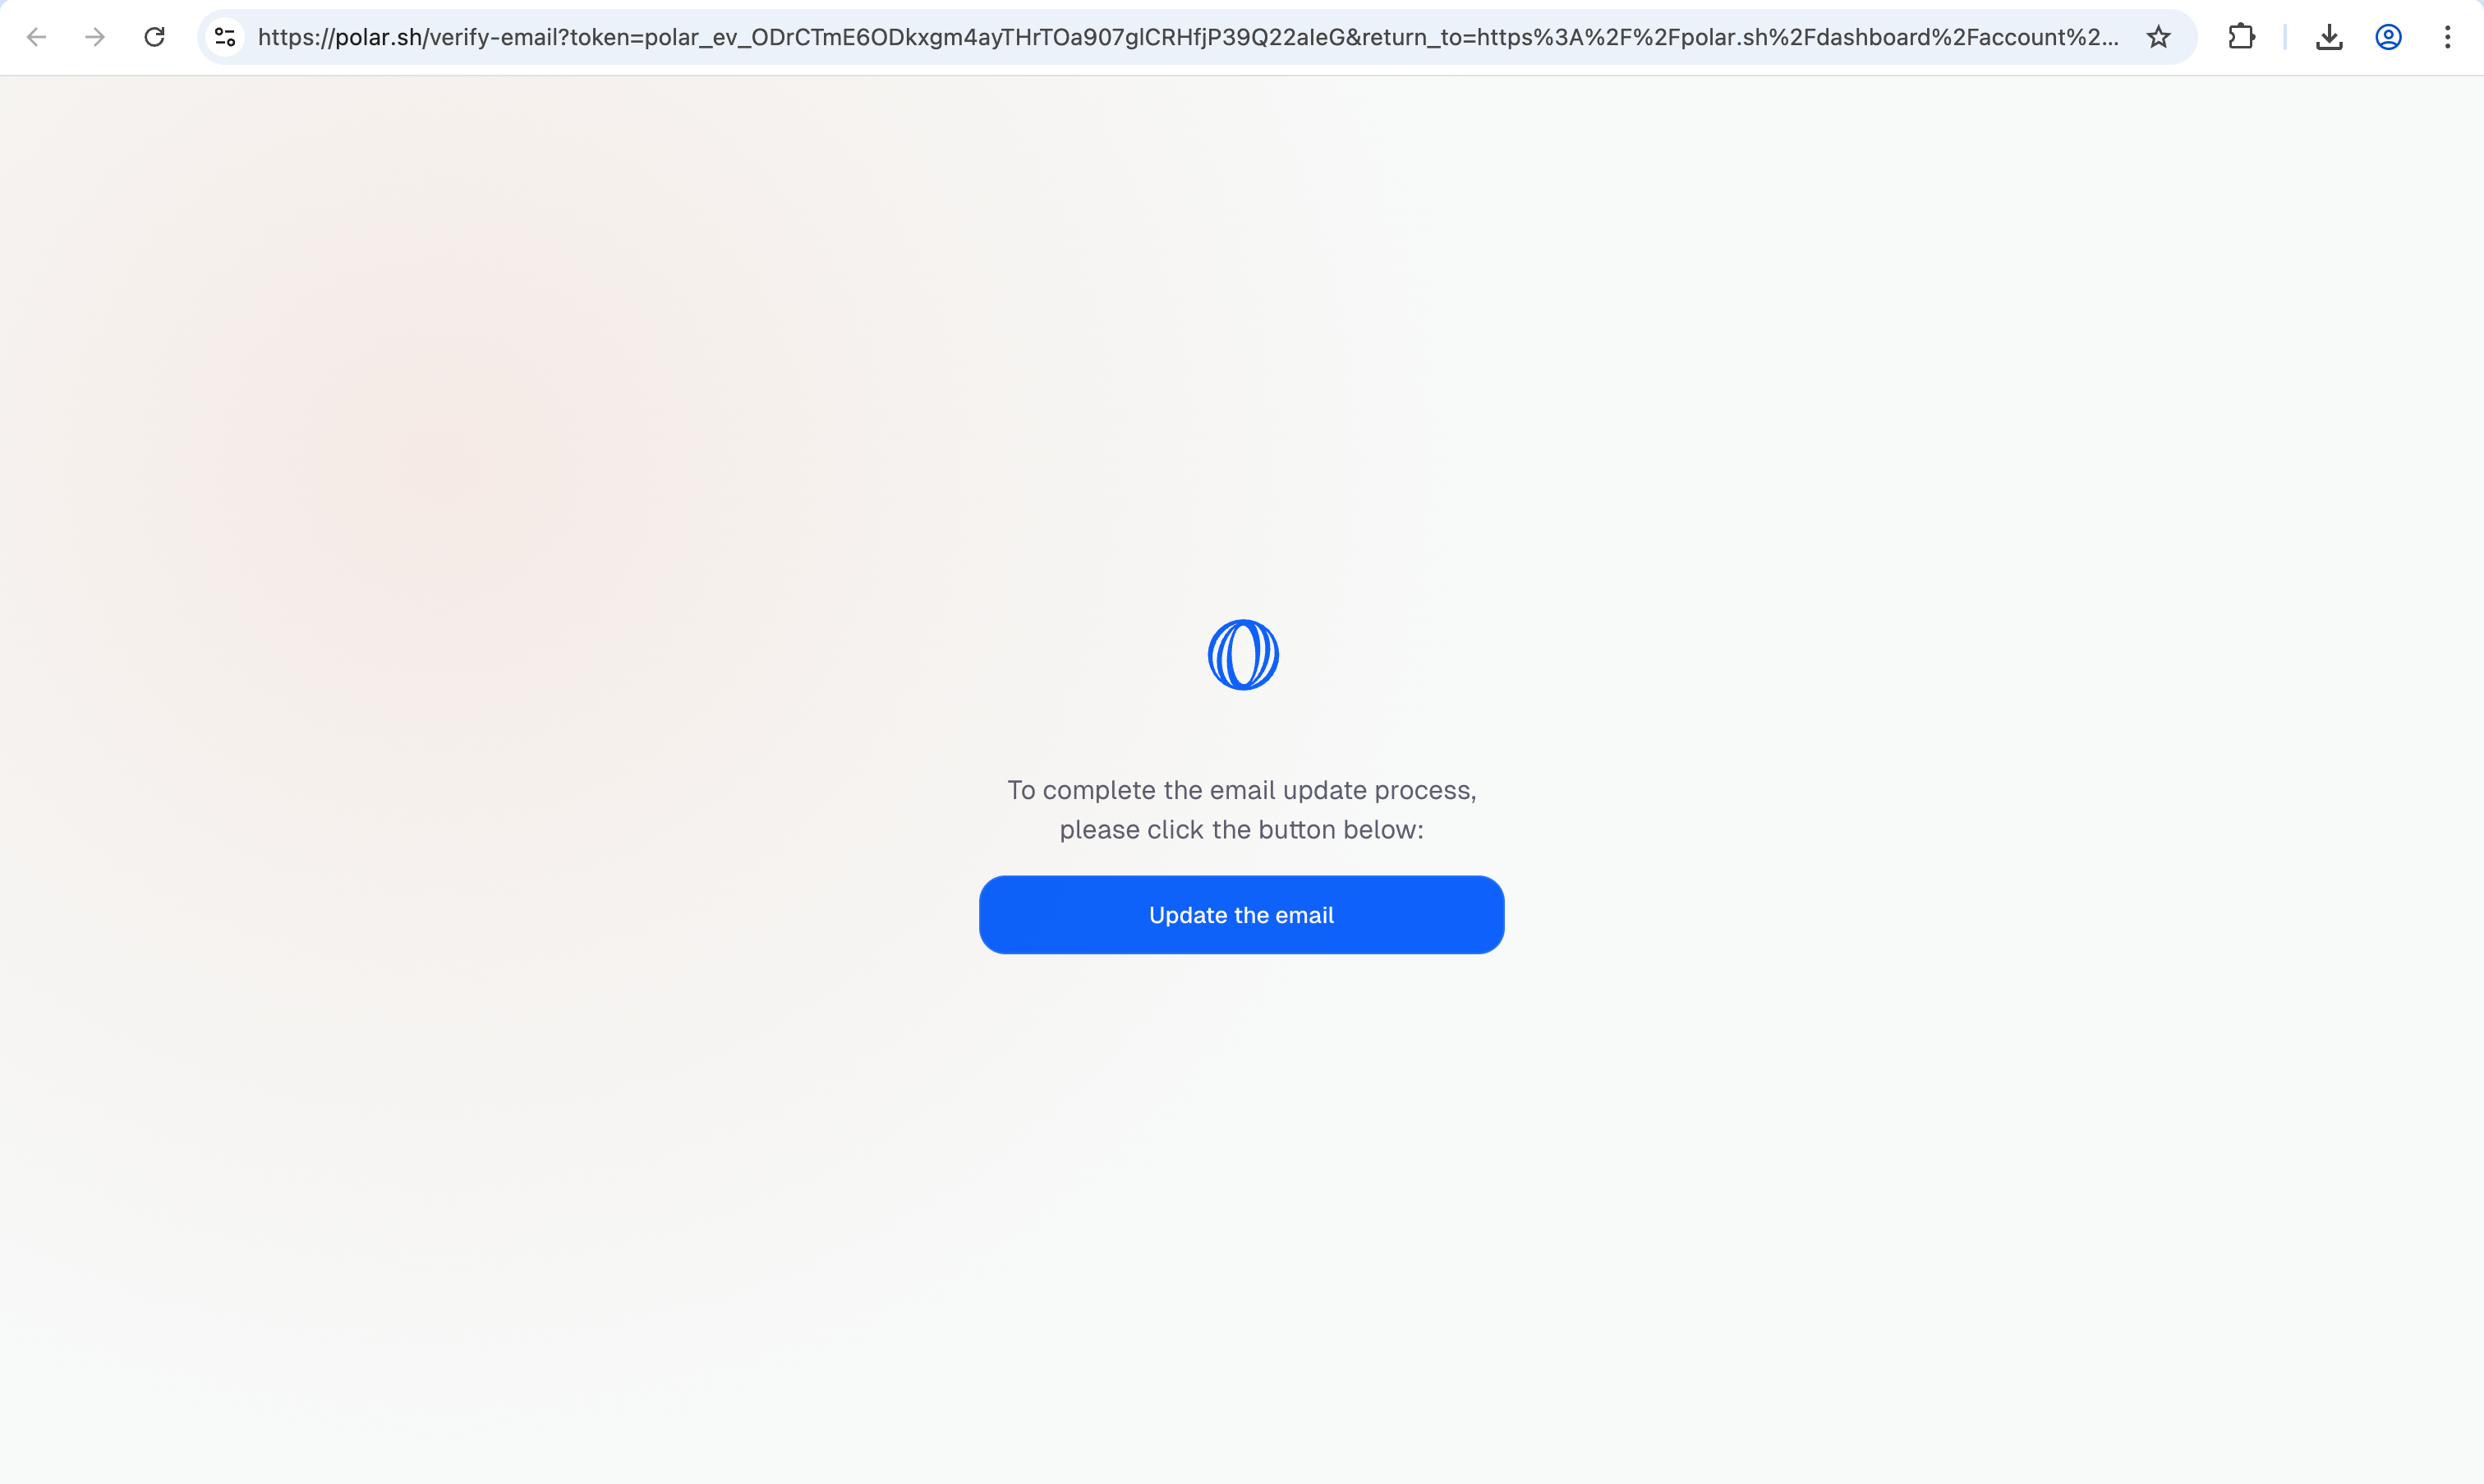 https://polar.sh/verify-email?token=polar_ev_ODrCTmE6ODkxgm4ayTHrTOa907glCRHfjP39Q22aleG&return_to=https%3A%2F%2Fpolar.sh%2Fdashboard%2Faccount%2...
To complete the email update process,
please click the button below:
Update the email